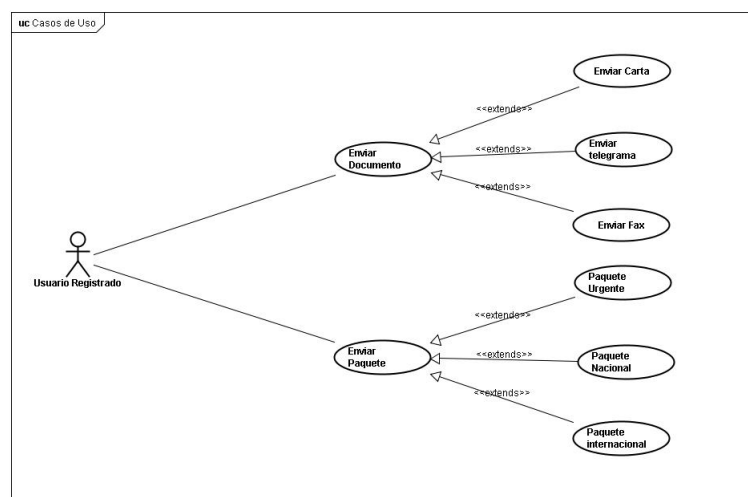 uc Casos de Uso
Enviar Carta
<<extends>>
Enviar
Documento
<<extends>>
Enviar
telegrama
<<extends>>
Enviar Fax
Usuario Registrado
Paquete
Urgente
<<extends>>
Enviar
Paquete
<<extends>>
Paquete
Nacional
<<extends>>
Paquete
internacional